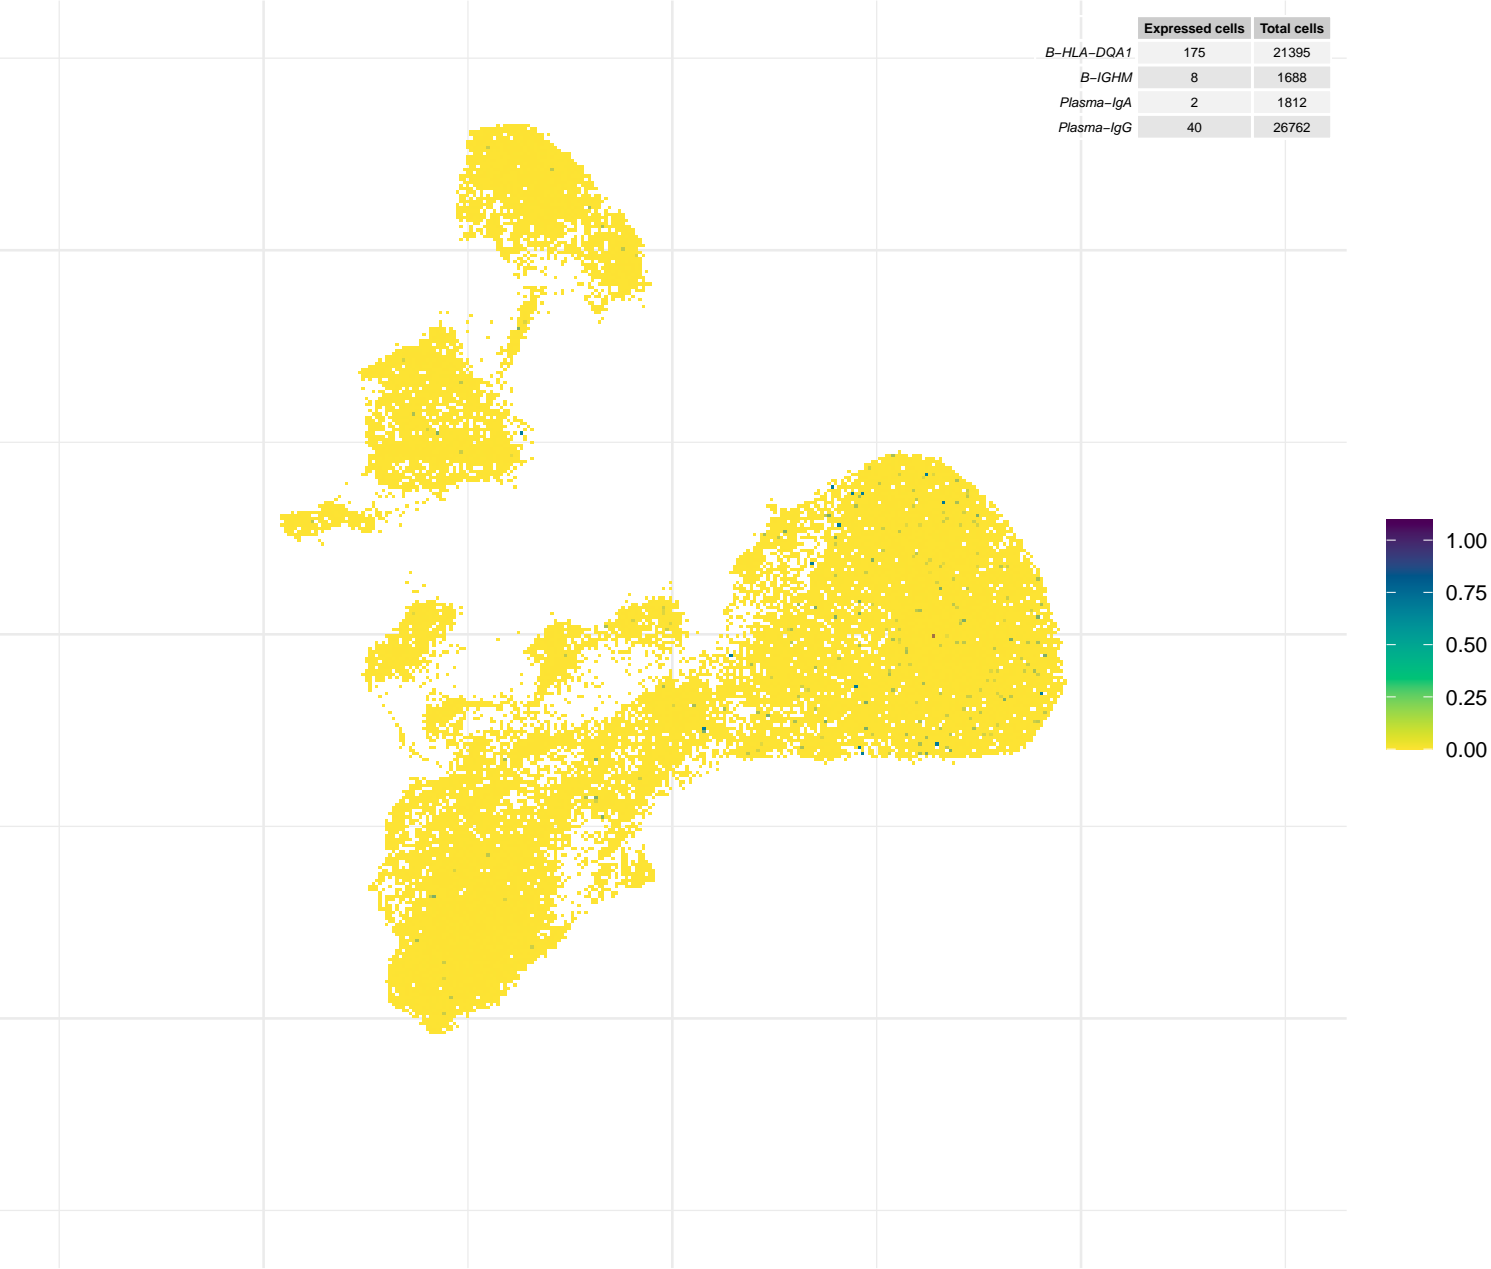 Expressed cells Total cells
B−HLA−DQA1 175 21395
B−IGHM 8 1688
Plasma−IgA 2 1812
Plasma−IgG 40 26762
1.00
0.75
0.50
0.25
0.00